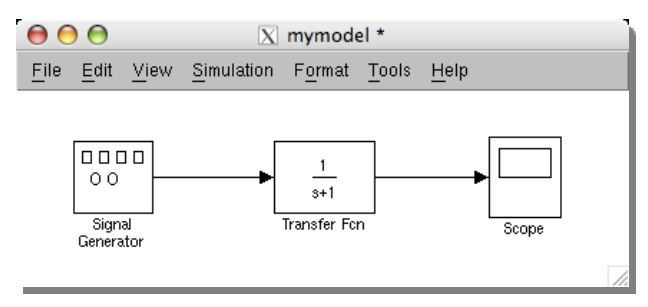 X mymodel *
File Edit View Simulation Format Tools Help
1
s+1
Signal
Generator
Transfer Fcn
Scope